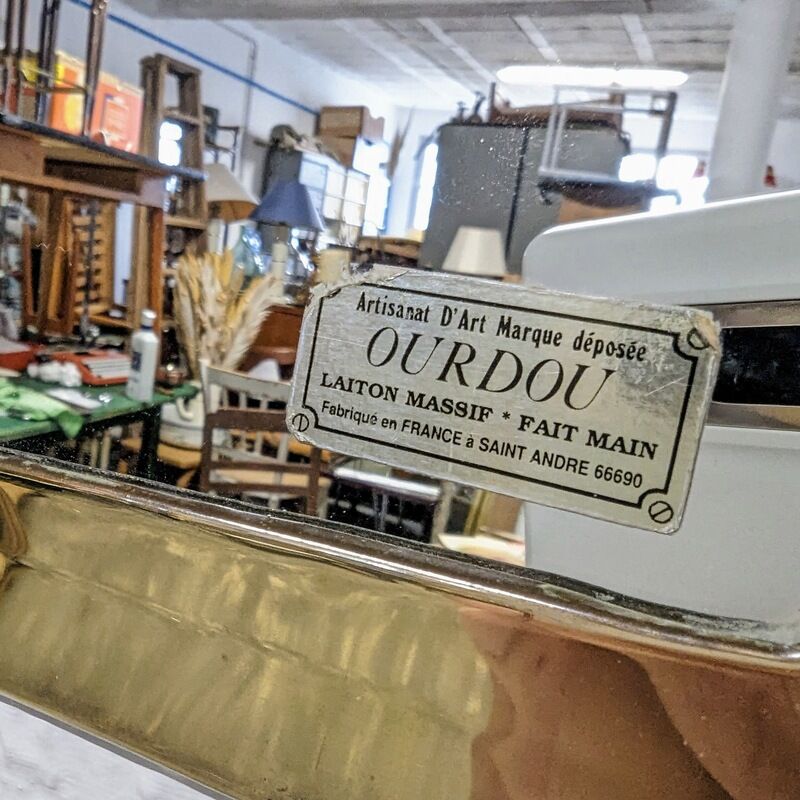 Artisanat D'Art Marque déposée
OURDOU
LAITON MASSIF * FAIT MAIN
Fabriqué en FRANCE à SAINT ANDRE 66690